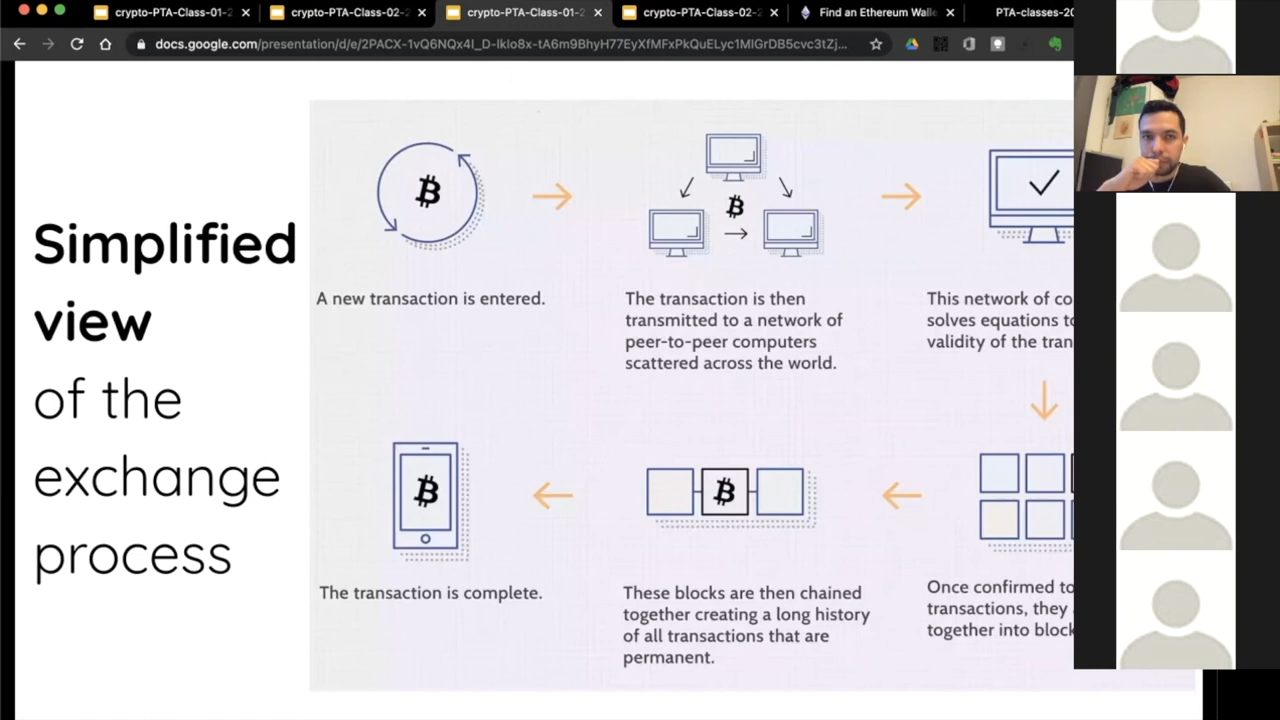 crypto-PTA-Class-01-2
crypto-PTA-Class-02-2
crypto-PTA-Class-01-2
crypto-PTA-Class-02-2
Find an Ethereum Walle
PTA-classes-20
docs.google.com/presentation/d/e/2PACX-1vQ6NQx4I_D-Iklo8x-tA6m9BhyH77EyXfMFxPkQuELyc1MIGrDB5cvc3tZj...
Simplified
view
of the
exchange
process
A new transaction is entered.
The transaction is then
transmitted to a network of
peer-to-peer computers
scattered across the world.
This network of co
solves equations to
validity of the tran
Once confirmed to
transactions, they
together into block
These blocks are then chained
together creating a long history
of all transactions that are
permanent.
The transaction is complete.